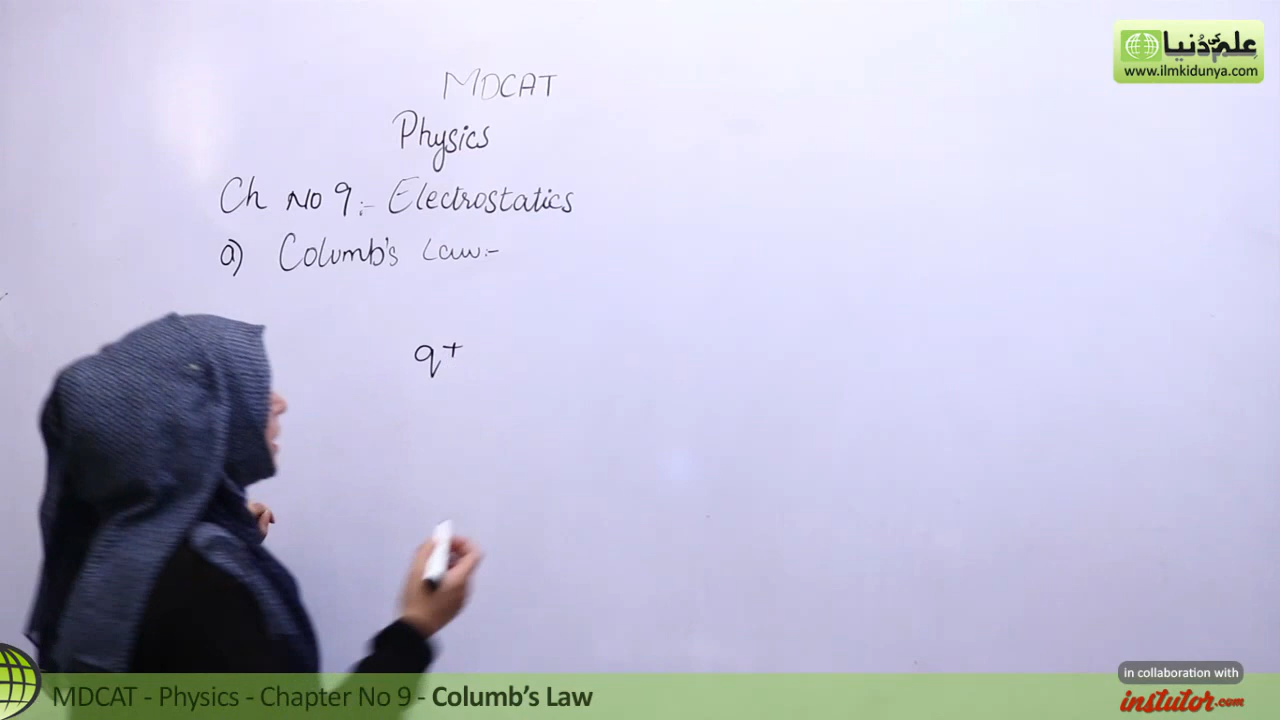 علم کی دُنیا
www.ilmkidunya.com
MDCAT
Physics
Ch No 9:- Electrostatics
a) Columb's Law:-
q+
in collaboration with
instutor.com
MDCAT - Physics - Chapter No 9 - Columb's Law